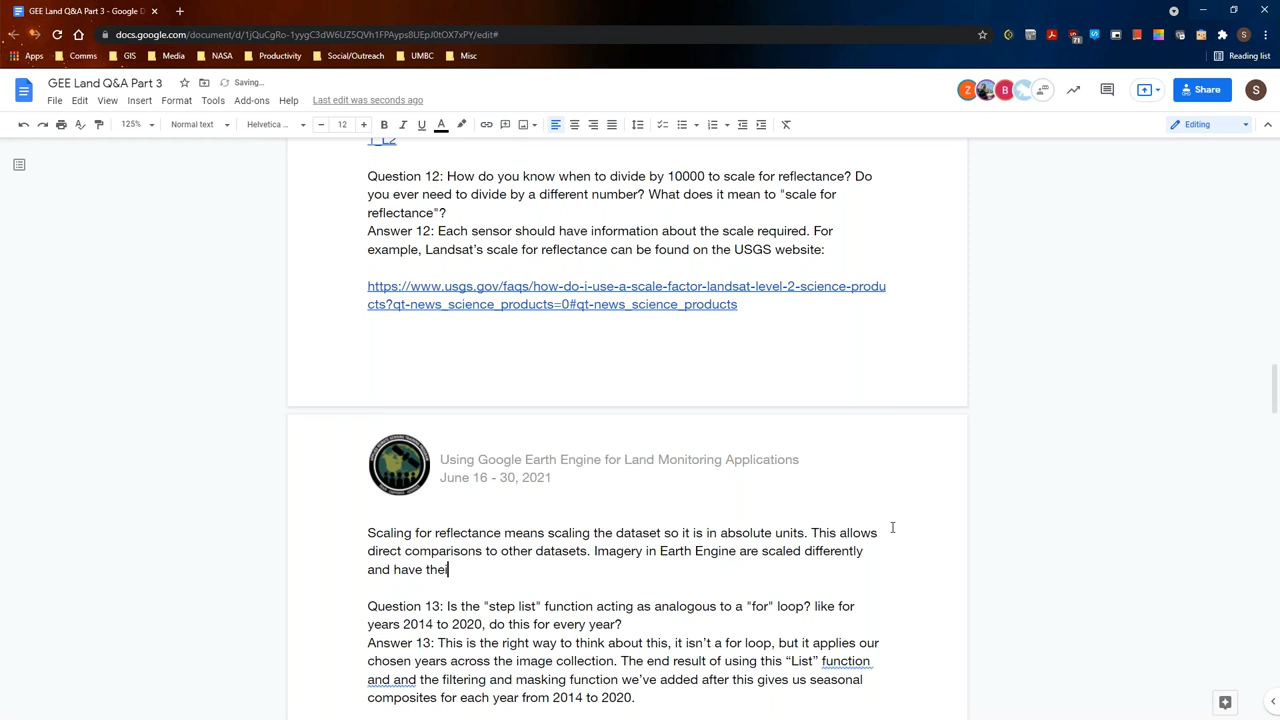 GEE Land Q&A Part 3 - Google D
docs.google.com/document/d/1jQuCgRo-1yygC3dW6UZ5QVh1FPAyps8UEpJ0tOX7xPY/edit#
Apps Comms GIS Media NASA Productivity Social/Outreach UMBC Misc Reading list
GEE Land Q&A Part 3 Saving...
File Edit View Insert Format Tools Add-ons Help Last edit was seconds ago
Z B Share S
125% Normal text Helvetica ... 12 Editing
Question 12: How do you know when to divide by 10000 to scale for reflectance? Do
you ever need to divide by a different number? What does it mean to "scale for
reflectance"?
Answer 12: Each sensor should have information about the scale required. For
example, Landsat's scale for reflectance can be found on the USGS website:
https://www.usgs.gov/faqs/how-do-i-use-a-scale-factor-landsat-level-2-science-produ
cts?qt-news_science_products=0#qt-news_science_products
Using Google Earth Engine for Land Monitoring Applications
June 16 - 30, 2021
Scaling for reflectance means scaling the dataset so it is in absolute units. This allows
direct comparisons to other datasets. Imagery in Earth Engine are scaled differently
and have thei
Question 13: Is the "step list" function acting as analogous to a "for" loop? like for
years 2014 to 2020, do this for every year?
Answer 13: This is the right way to think about this, it isn't a for loop, but it applies our
chosen years across the image collection. The end result of using this “List” function
and and the filtering and masking function we've added after this gives us seasonal
composites for each year from 2014 to 2020.